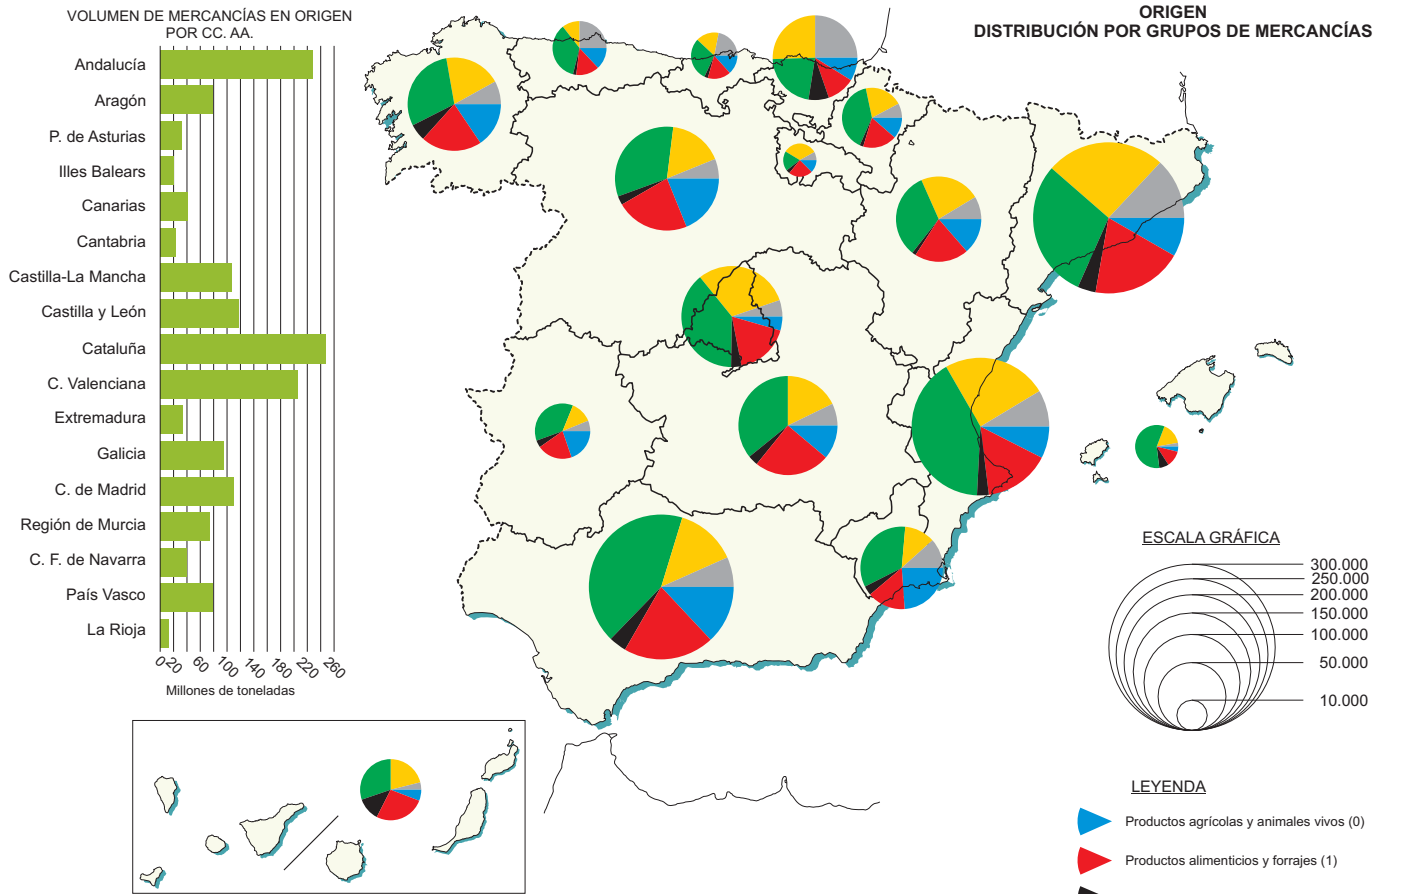 VOLUMEN DE MERCANCÍAS EN ORIGEN
POR CC. AA.
Andalucía
Aragón
P. de Asturias
Illes Balears
Canarias
Cantabria
Castilla-La Mancha
Castilla y León
Cataluña
C. Valenciana
Extremadura
Galicia
C. de Madrid
Región de Murcia
C. F. de Navarra
País Vasco
La Rioja
0 20 60 100 140 180 220 260
Millones de toneladas
ORIGEN
DISTRIBUCIÓN POR GRUPOS DE MERCANCÍAS
ESCALA GRÁFICA
300.000
250.000
200.000
150.000
100.000
50.000
10.000
LEYENDA
Productos agrícolas y animales vivos (0)
Productos alimenticios y forrajes (1)